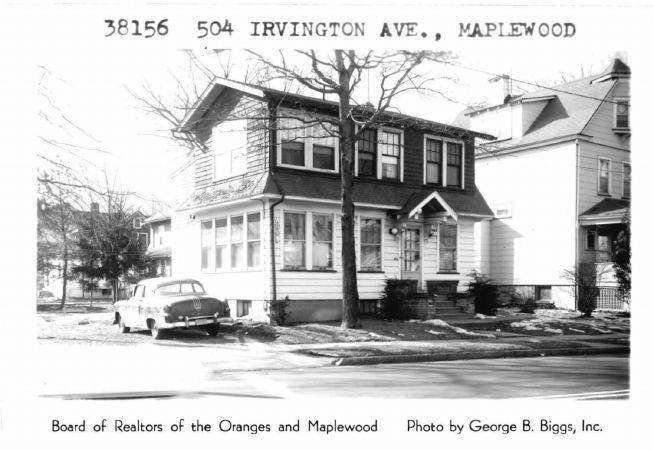 38156 504 IRVINGTON AVE., MAPLEWOOD
Board of Realtors of the Oranges and Maplewood Photo by George B. Biggs, Inc.